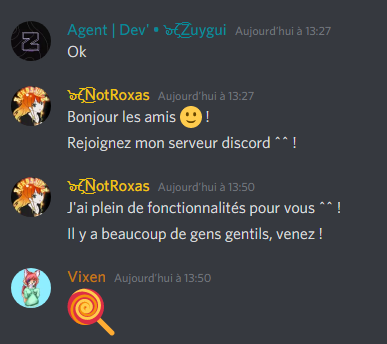 Agent | Dev' • Zuygui Aujourd'hui à 13:27
Ok
NotRoxas Aujourd'hui à 13:27
Bonjour les amis 🙂 !
Rejoignez mon serveur discord ^^ !
NotRoxas Aujourd'hui à 13:50
J'ai plein de fonctionnalités pour vous ^^ !
Il y a beaucoup de gens gentils, venez !
Vixen Aujourd'hui à 13:50
🍭